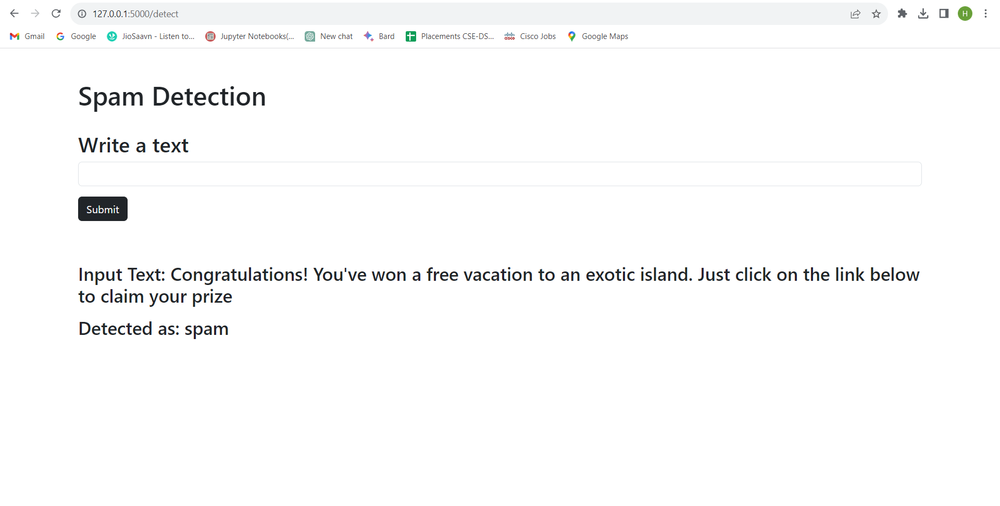 127.0.0.1:5000/detect
H
Gmail
Google
JioSaavn - Listen to...
Jupyter Notebooks(...
New chat
Bard
Placements CSE-DS...
cisco
Cisco Jobs
Google Maps
Spam Detection
Write a text
Submit
Input Text: Congratulations! You've won a free vacation to an exotic island. Just click on the link below
to claim your prize
Detected as: spam